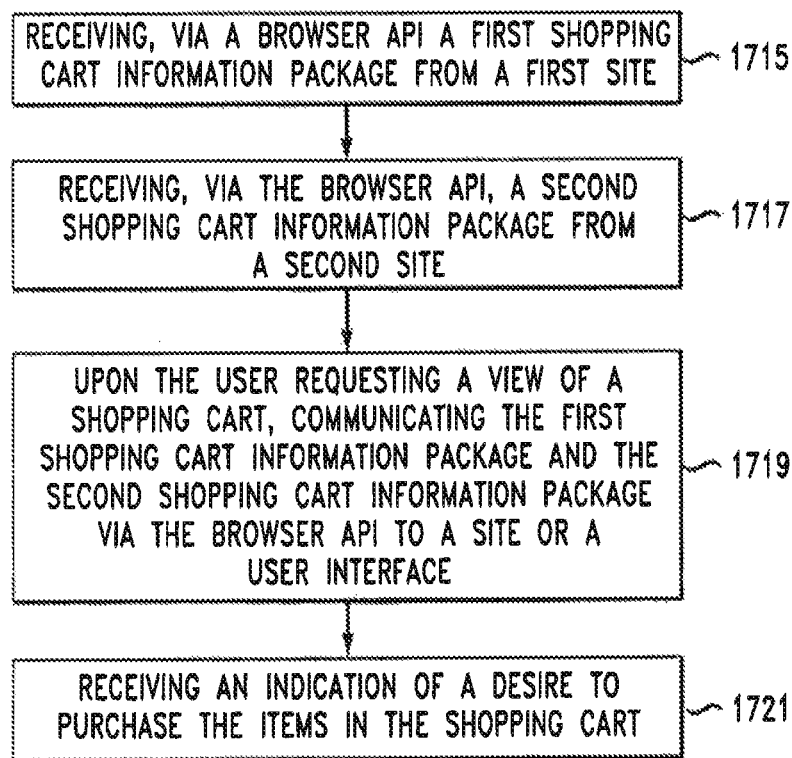 RECEIVING, VIA A BROWSER API A FIRST SHOPPING
CART INFORMATION PACKAGE FROM A FIRST SITE
1715
RECEIVING, VIA THE BROWSER API, A SECOND
SHOPPING CART INFORMATION PACKAGE FROM
A SECOND SITE
1717
UPON THE USER REQUESTING A VIEW OF A
SHOPPING CART, COMMUNICATING THE FIRST
SHOPPING CART INFORMATION PACKAGE AND THE
SECOND SHOPPING CART INFORMATION PACKAGE
VIA THE BROWSER API TO A SITE OR A
USER INTERFACE
1719
RECEIVING AN INDICATION OF A DESIRE TO
PURCHASE THE ITEMS IN THE SHOPPING CART
1721